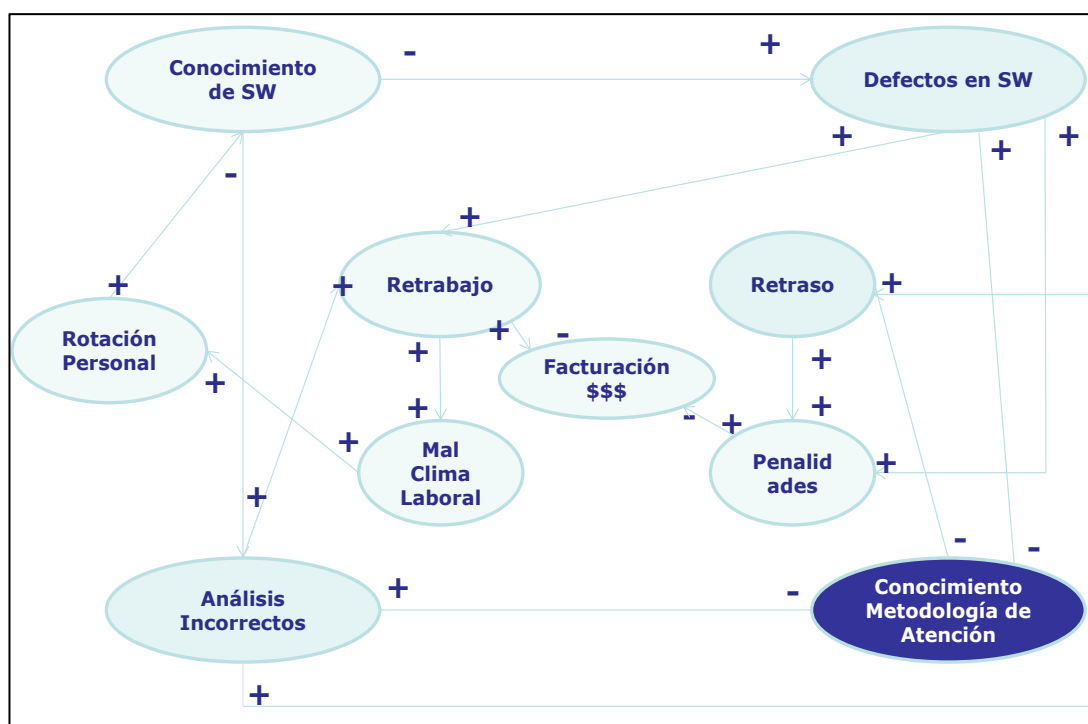 - +
Conocimiento
de SW
Defectos en SW
+ + +
-
+
Retrabajo
Retraso
+ + +
Rotación
Personal
+ -
+ +
Facturación
$$$
+
+ + - + +
+
Mal
Clima
Laboral
Penalid
ades
+
+
- -
Análisis
Incorrectos
+ -
Conocimiento
Metodología de
Atención
+